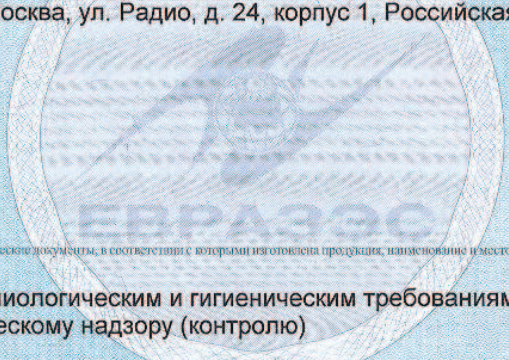 осква, ул. Радио, д. 24, корпус 1, Российская
ЕВРАЗЭС
еские документы, в соответствии с которыми изготовлена продукция, наименование и место
миологическим и гигиеническим требованиям
ескому надзору (контролю)